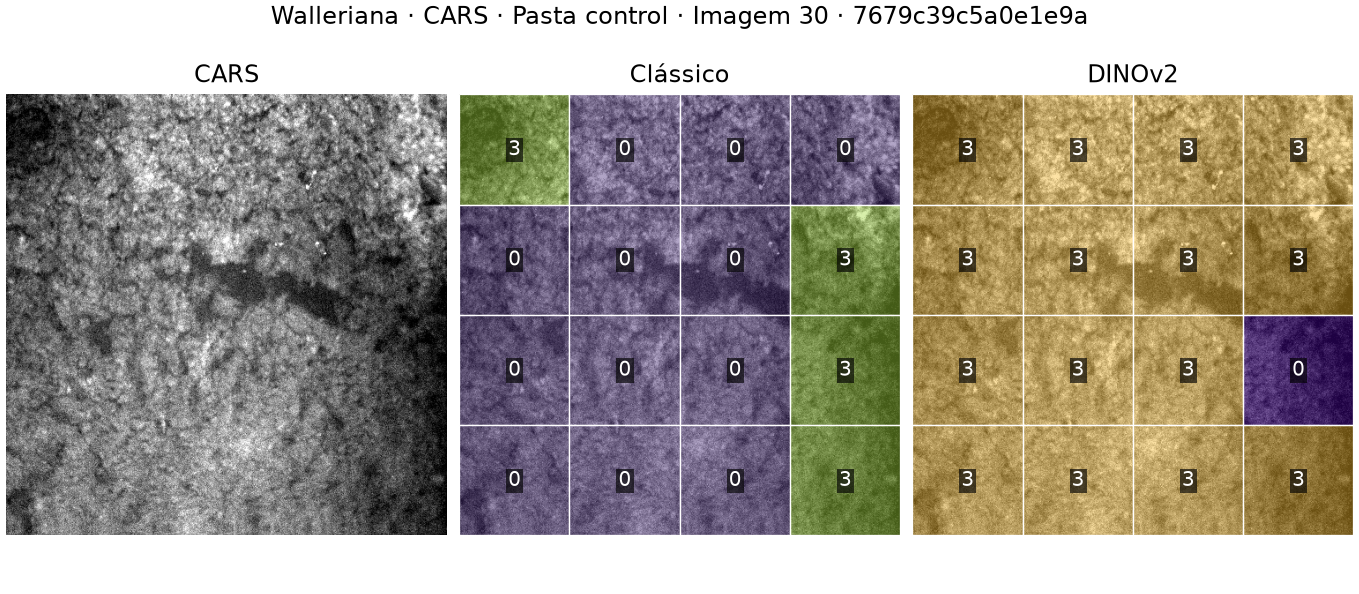 Walleriana · CARS · Pasta control · Imagem 30 · 7679c39c5a0e1e9a
CARS
Clássico
DINOv2
3 0 0 0
3 3 3 3
0 0 0 3
3 3 3 3
0 0 0 3
3 3 3 0
0 0 0 3
3 3 3 3